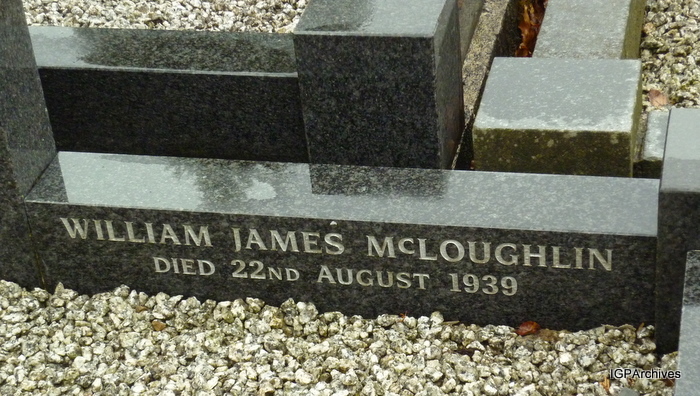 WILLIAM JAMES McLOUGHLIN
DIED 22ND AUGUST 1939
IGPArchives